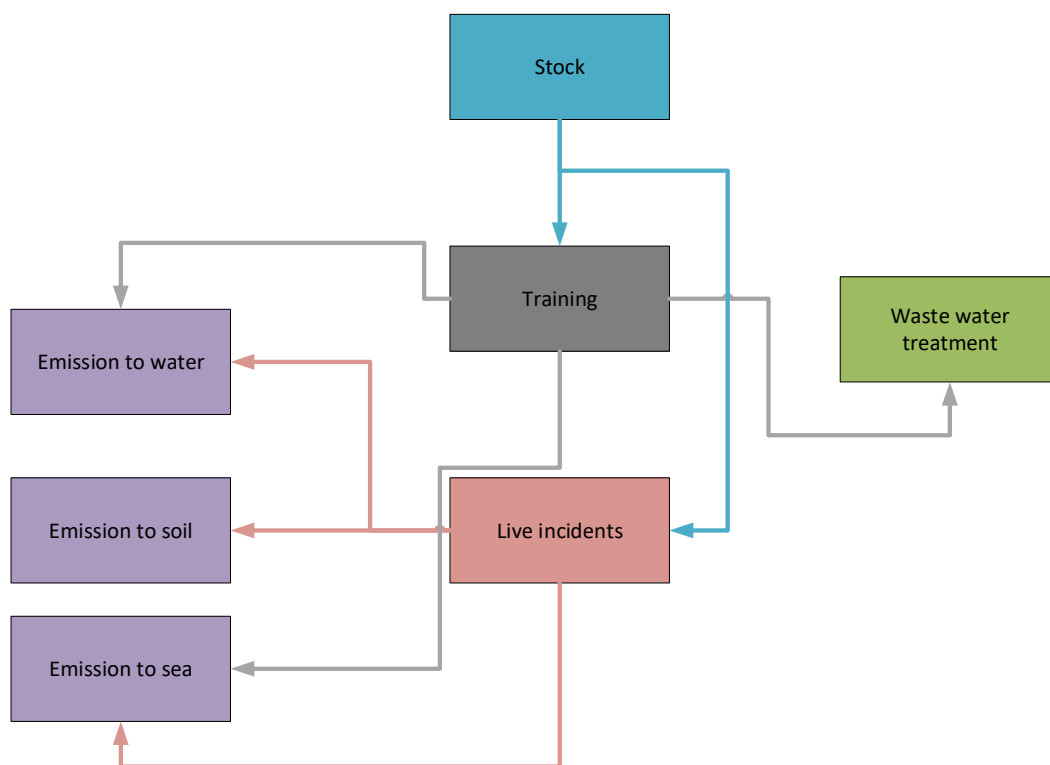 Stock
Training
Waste water
treatment
Emission to water
Emission to soil
Live incidents
Emission to sea